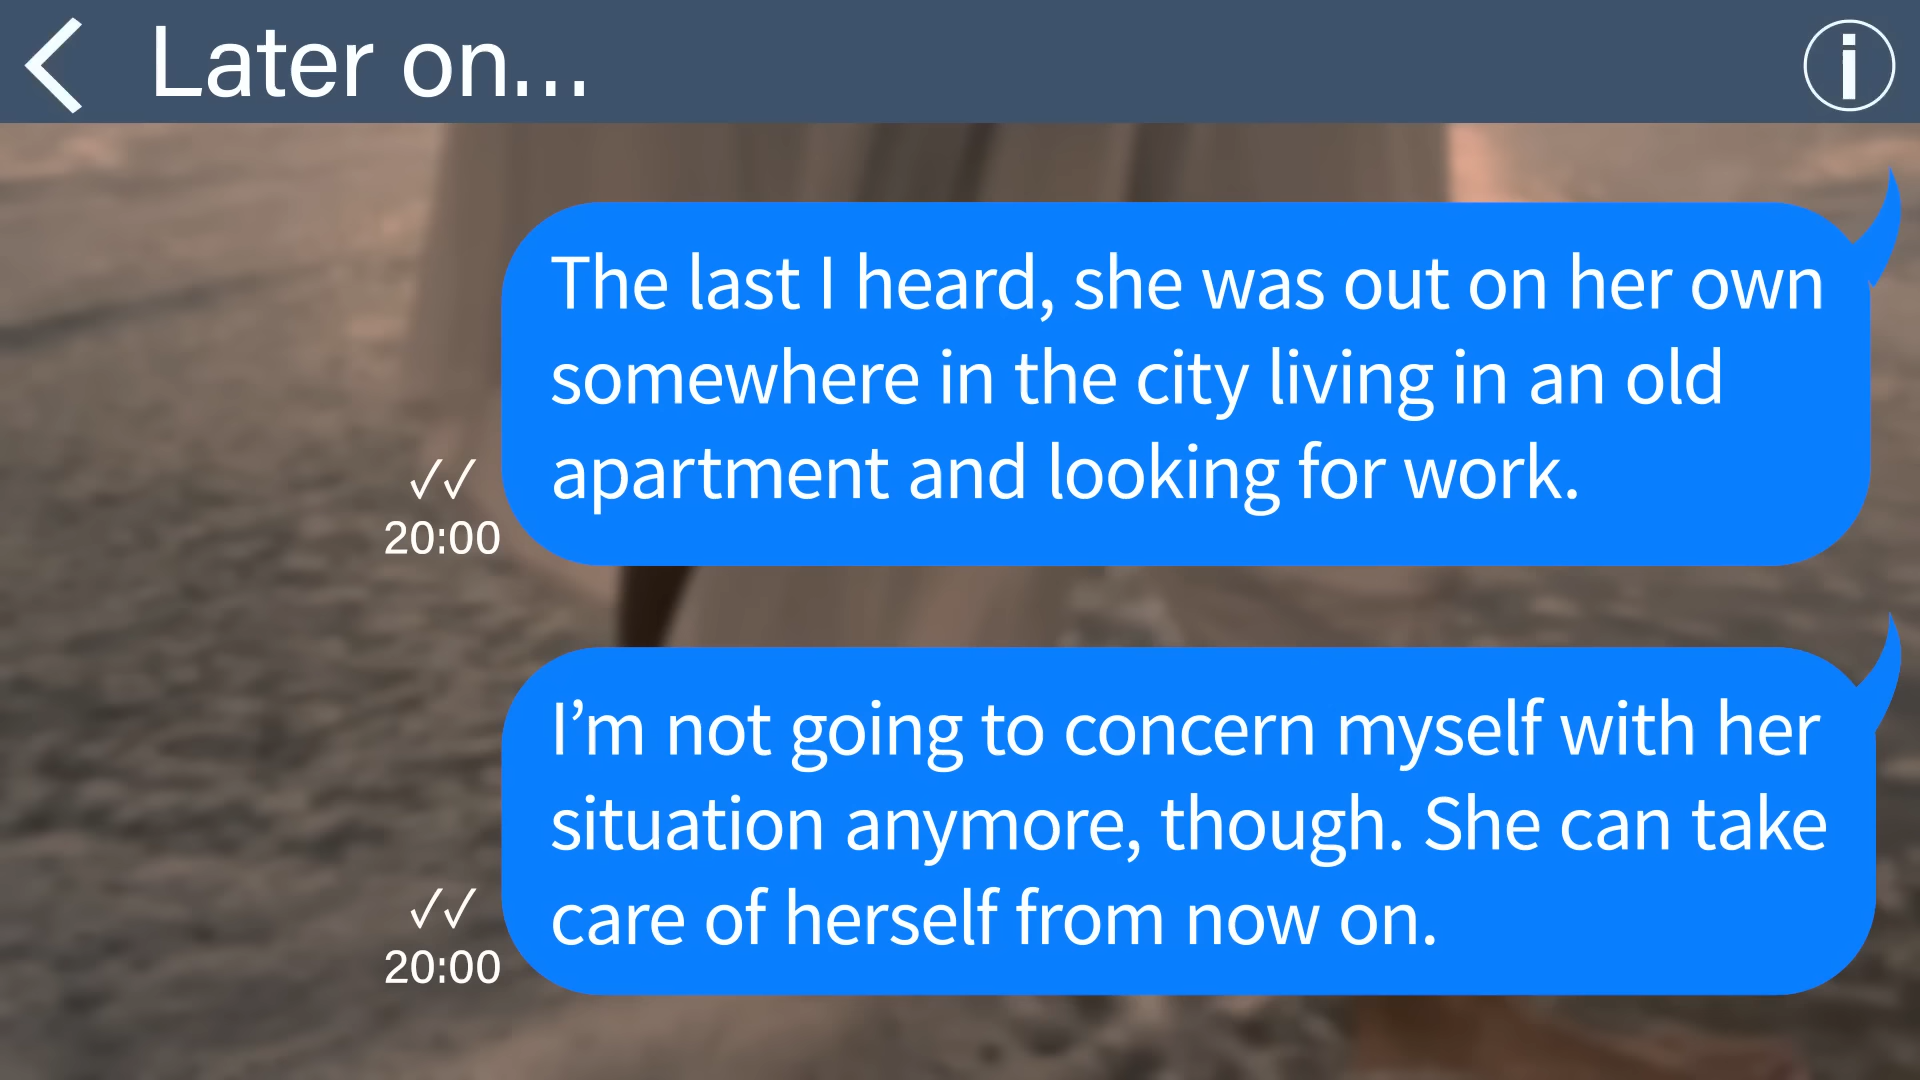 Later on...
The last I heard, she was out on her own
somewhere in the city living in an old
apartment and looking for work.
✓✓
20:00
I’m not going to concern myself with her
situation anymore, though. She can take
care of herself from now on.
✓✓
20:00